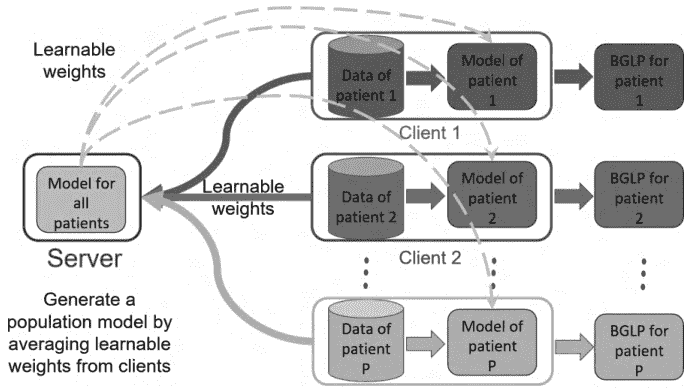 Learnable
weights
Data of
patient 1
Model of
patient
1
BGLP for
patient
1
Client 1
Model for
all
patients
Server
Learnable
weights
Data of
patient 2
Model of
patient
2
BGLP for
patient
2
Client 2
Generate a
population model by
averaging learnable
weights from clients
Data of
patient
P
Model of
patient
P
BGLP for
patient
P